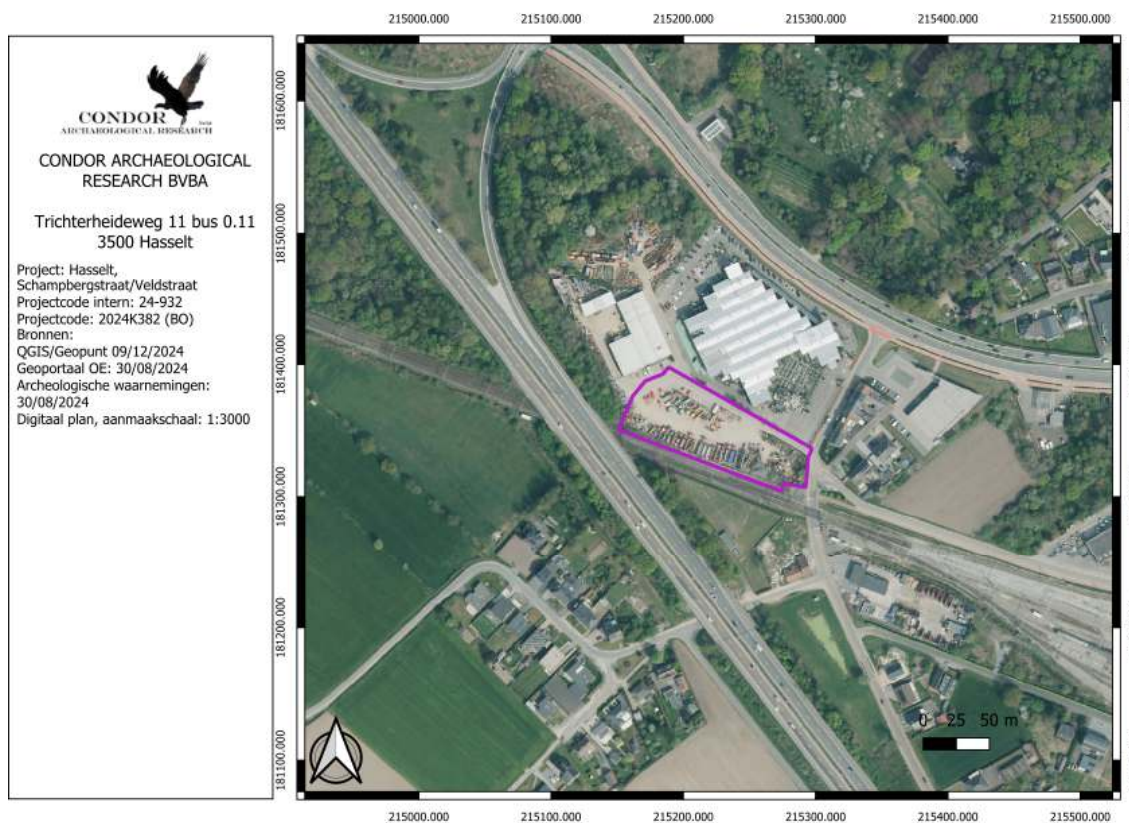 CONDOR
ARCHAEOLOGICAL RESEARCH
CONDOR ARCHAEOLOGICAL
RESEARCH BVBA
Trichterheideweg 11 bus 0.11
3500 Hasselt
Project: Hasselt,
Schampbergstraat/Veldstraat
Projectcode intern: 24-932
Projectcode: 2024K382 (BO)
Bronnen:
QGIS/Geopunt 09/12/2024
Geoportaal OE: 30/08/2024
Archeologische waarnemingen:
30/08/2024
Digitaal plan, aanmaakschaal: 1:3000
215000.000 215100.000 215200.000 215300.000 215400.000 215500.000
181600.000
181500.000
181400.000
181300.000
181200.000
181100.000
0 25 50 m
215000.000 215100.000 215200.000 215300.000 215400.000 215500.000